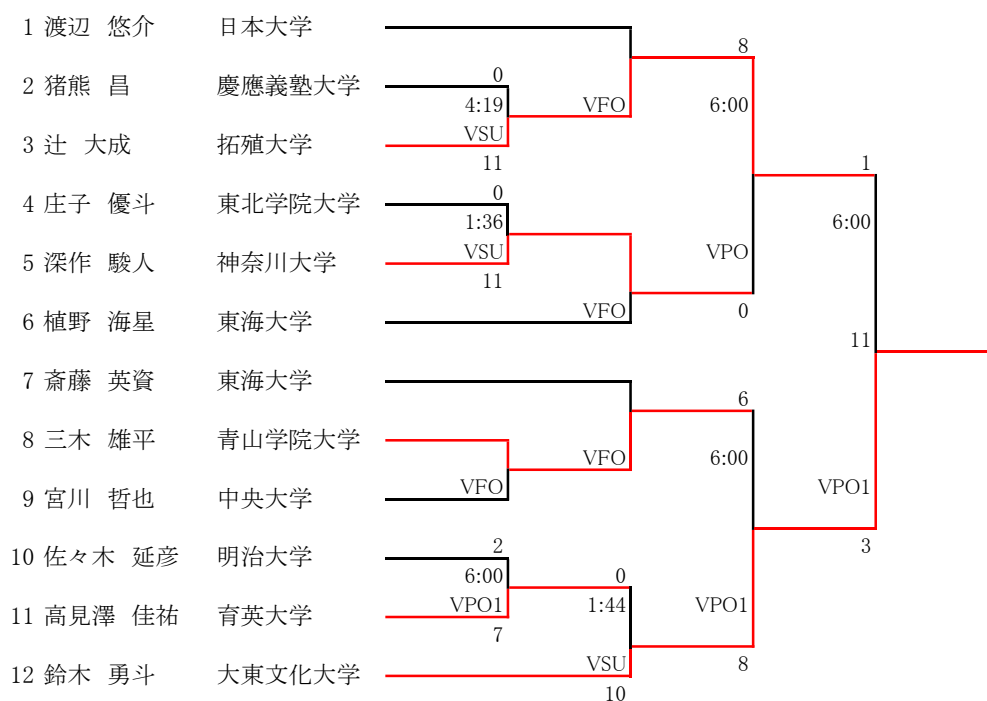 1 渡辺 悠介 日本大学
8
2 猪熊 昌 慶應義塾大学 0
4:19 VFO 6:00
3 辻 大成 拓殖大学 VSU
11 1
4 庄子 優斗 東北学院大学 0
1:36 6:00
5 深作 駿人 神奈川大学 VSU VPO
11
6 植野 海星 東海大学 VFO 0
11
7 斎藤 英資 東海大学
6
8 三木 雄平 青山学院大学
VFO 6:00
9 宮川 哲也 中央大学 VFO VPO1
10 佐々木 延彦 明治大学 2 3
6:00 0
11 高見澤 佳祐 育英大学 VPO1 1:44 VPO1
7
12 鈴木 勇斗 大東文化大学 VSU 8
10